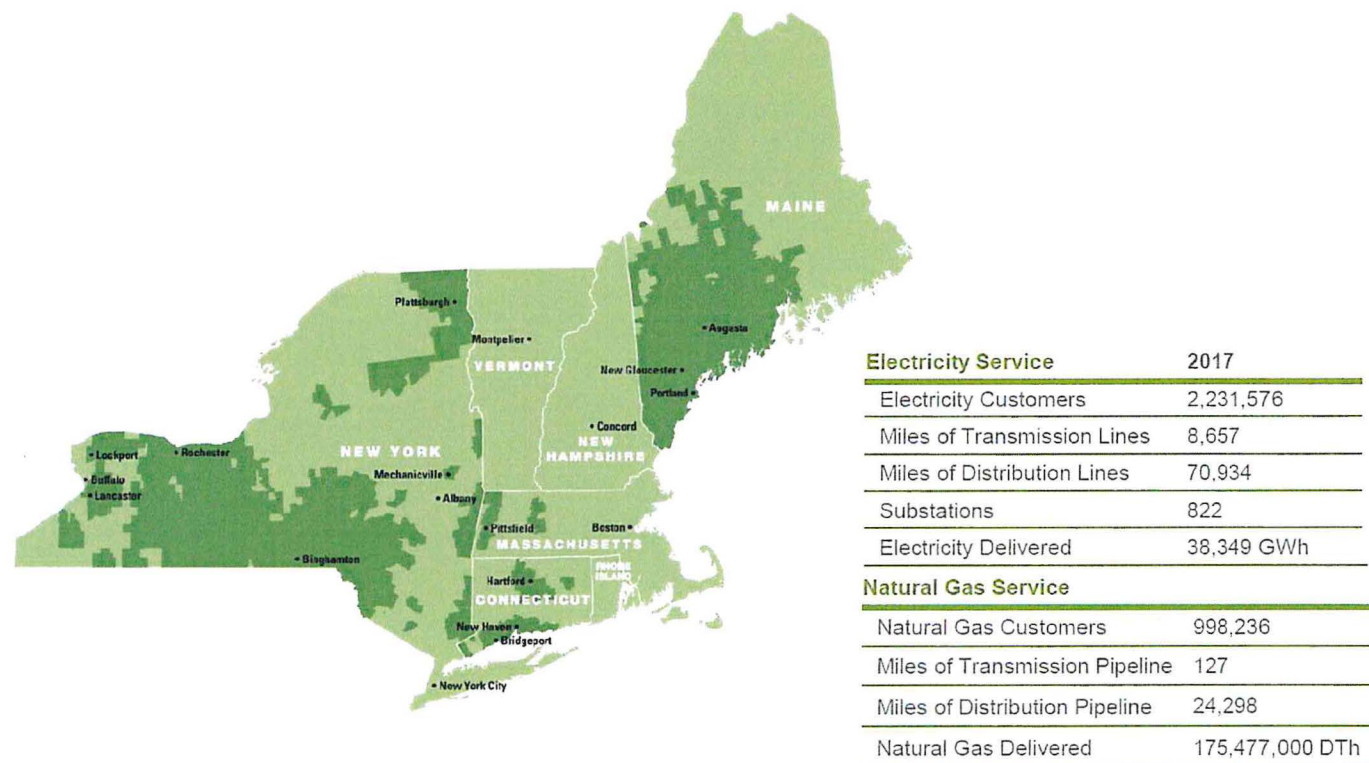 MAINE
Plattsburgh
Augusta
Montpelier
VERMONT
New Gloucester
Portland
Concord
NEW
HAMPSHIRE
Lockport
Rochester
NEW YORK
Mechanicville
Buffalo
Lancaster
Albany
Pittsfield
Boston
MASSACHUSETTS
Binghamton
RHODE
ISLAND
Hartford
CONNECTICUT
New Haven
Bridgeport
New York City
Electricity Service 2017
Electricity Customers 2,231,576
Miles of Transmission Lines 8,657
Miles of Distribution Lines 70,934
Substations 822
Electricity Delivered 38,349 GWh
Natural Gas Service
Natural Gas Customers 998,236
Miles of Transmission Pipeline 127
Miles of Distribution Pipeline 24,298
Natural Gas Delivered 175,477,000 DTh